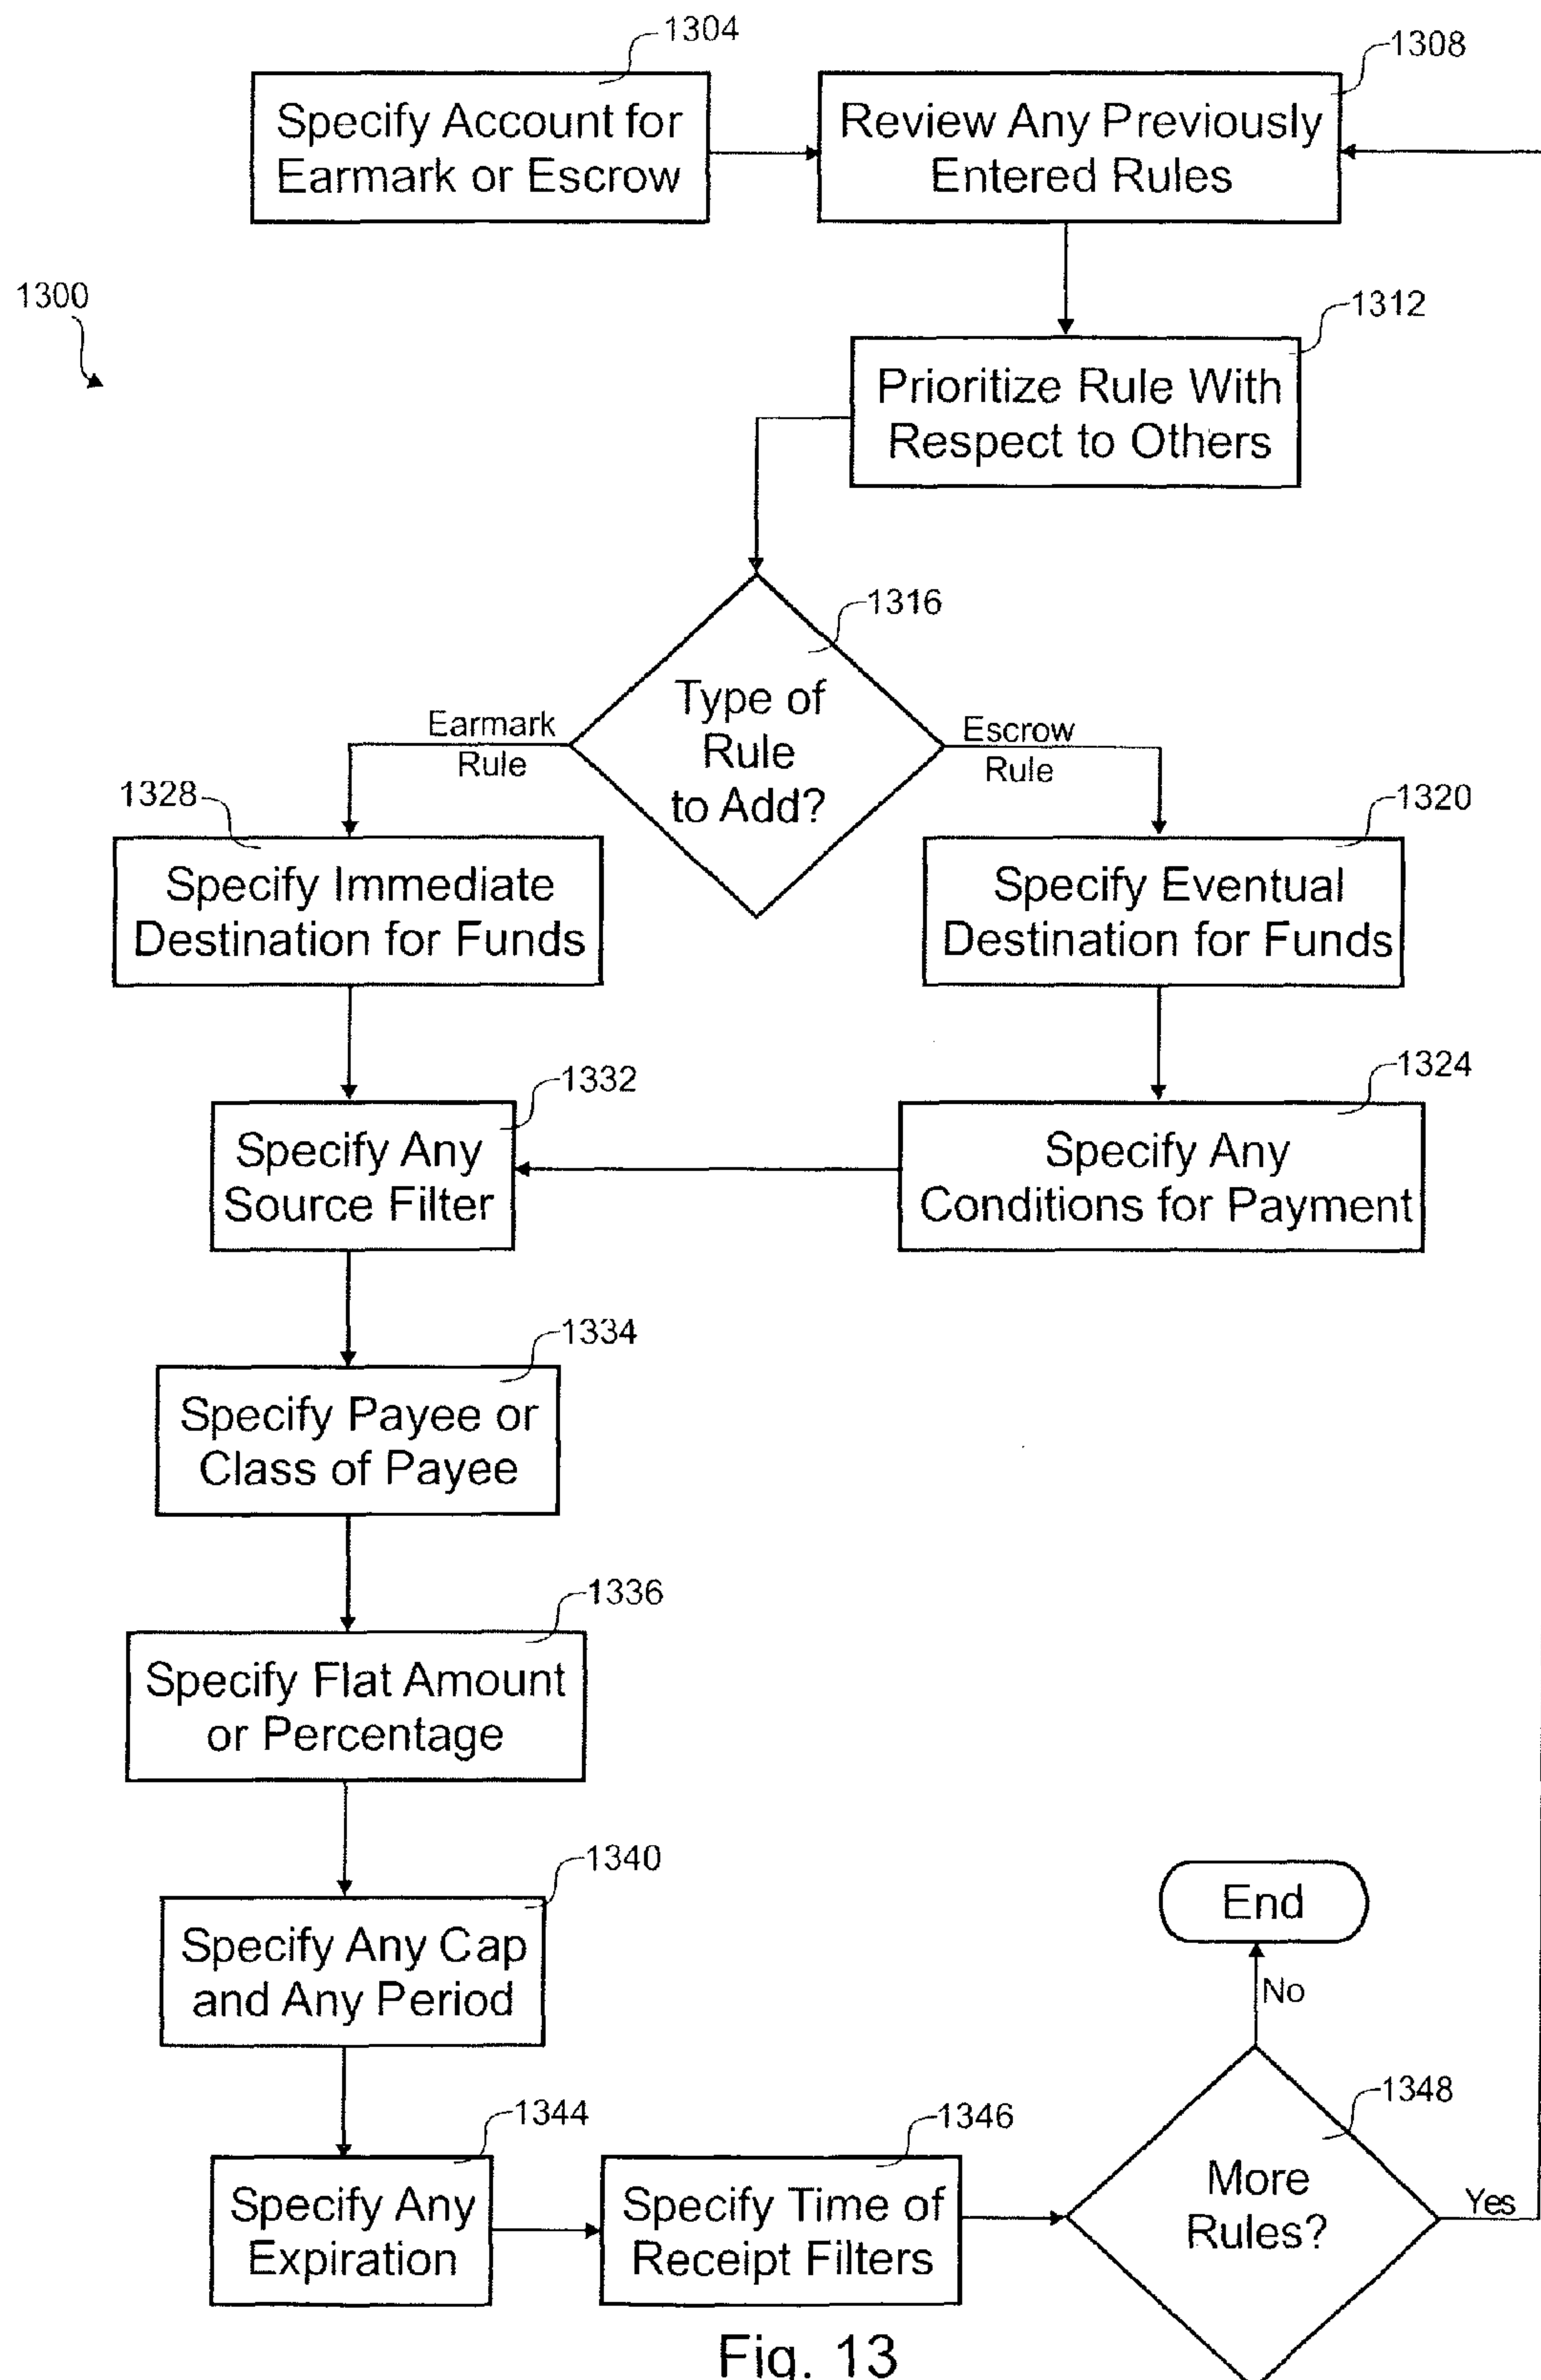 1304
Specify Account for
Earmark or Escrow
1308
Review Any Previously
Entered Rules
1300
1312
Prioritize Rule With
Respect to Others
1316
Type of
Rule
to Add?
Earmark
Rule
Escrow
Rule
1328
Specify Immediate
Destination for Funds
1320
Specify Eventual
Destination for Funds
1332
Specify Any
Source Filter
1324
Specify Any
Conditions for Payment
1334
Specify Payee or
Class of Payee
1336
Specify Flat Amount
or Percentage
1340
Specify Any Cap
and Any Period
End
No
1344
Specify Any
Expiration
1346
Specify Time of
Receipt Filters
1348
More
Rules?
Yes
Fig. 13